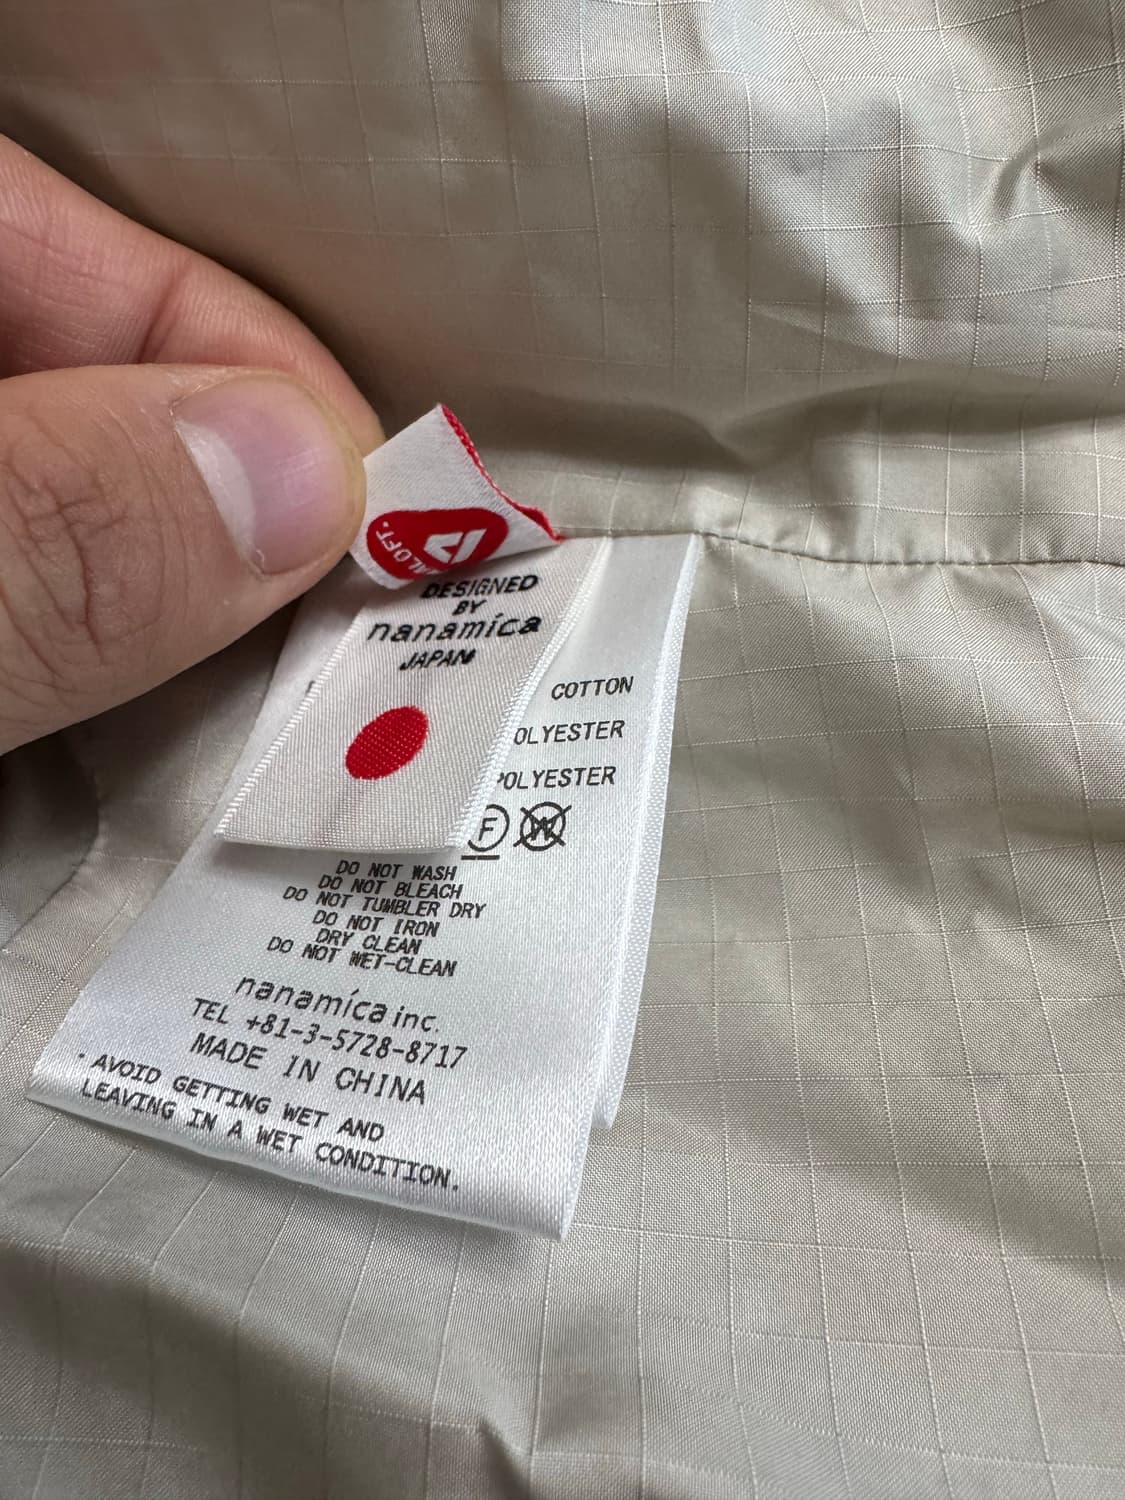 DESIGNED
BY
nanamica
JAPAN
COTTON
OLYESTER
POLYESTER
F W
DO NOT WASH
DO NOT BLEACH
DO NOT TUMBLER DRY
DO NOT IRON
DRY CLEAN
DO NOT WET-CLEAN
nanamica inc.
TEL +81-3-5728-8717
MADE IN CHINA
・AVOID GETTING WET AND
LEAVING IN A WET CONDITION.